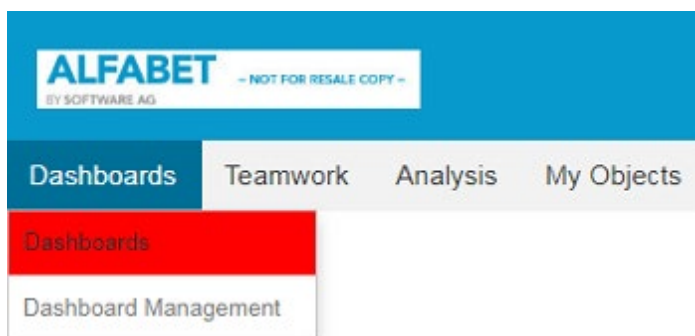 ALFABET – NOT FOR RESALE COPY –
BY SOFTWARE AG
Dashboards Teamwork Analysis My Objects
Dashboards
Dashboard Management